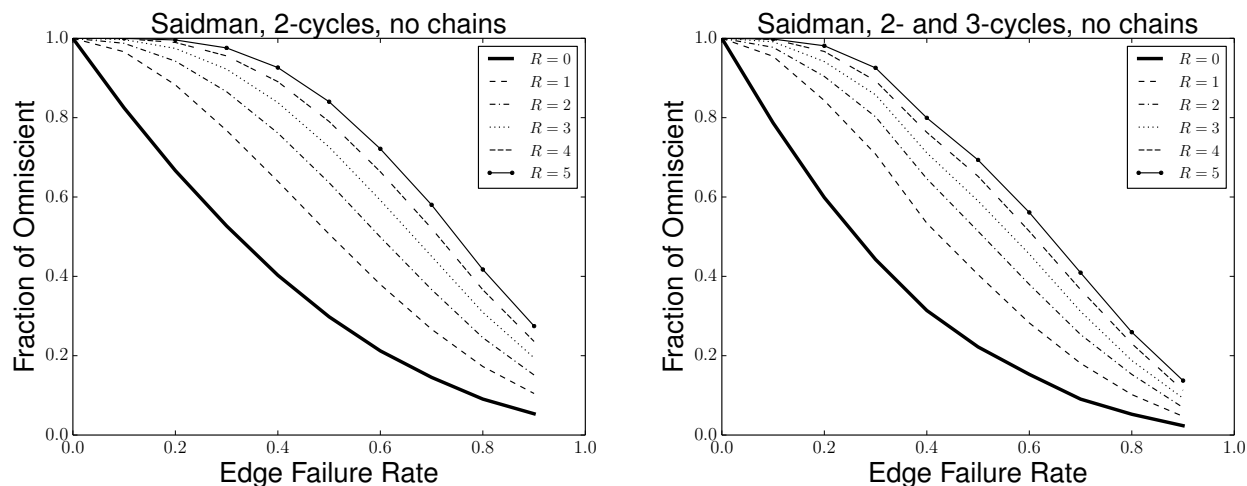 Saidman, 2-cycles, no chains
1.0
0.8
0.6
0.4
0.2
0.0
0.0 0.2 0.4 0.6 0.8 1.0
Edge Failure Rate
Fraction of Omniscient
R = 0
R = 1
R = 2
R = 3
R = 4
R = 5
Saidman, 2- and 3-cycles, no chains
1.0
0.8
0.6
0.4
0.2
0.0
0.0 0.2 0.4 0.6 0.8 1.0
Edge Failure Rate
Fraction of Omniscient
R = 0
R = 1
R = 2
R = 3
R = 4
R = 5